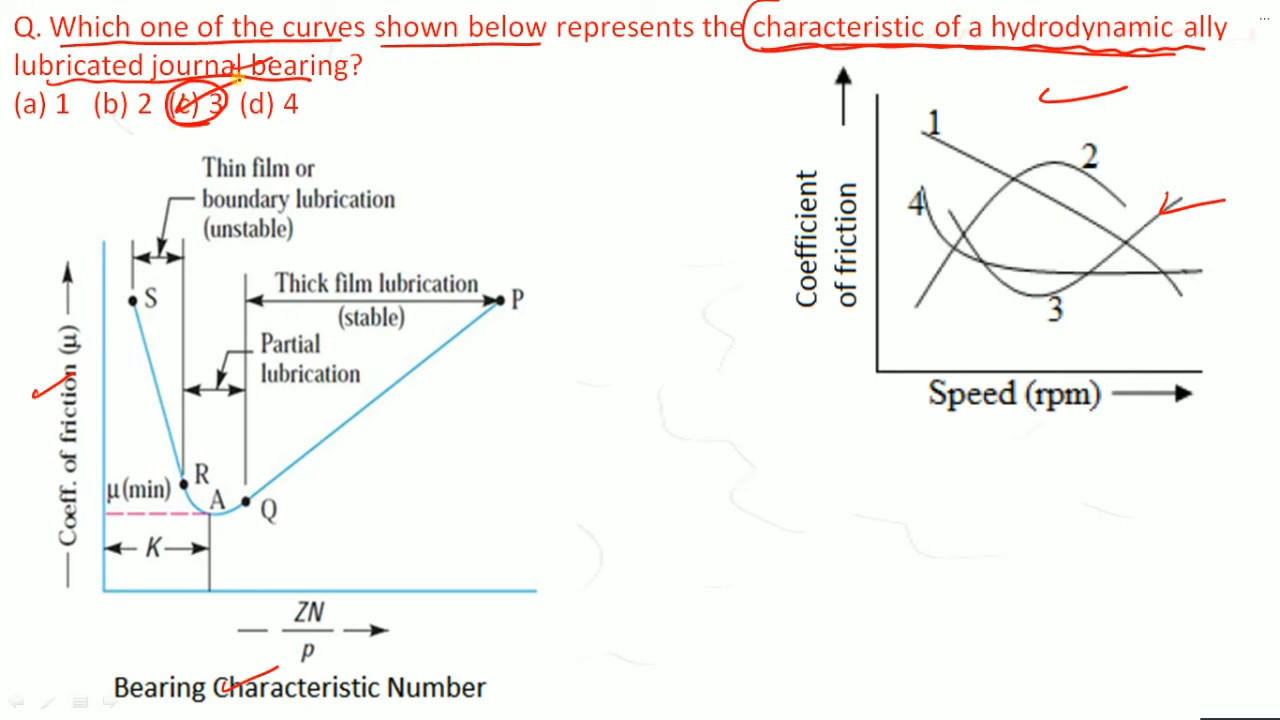 Q. Which one of the curves shown below represents the characteristic of a hydrodynamic ally
lubricated journal bearing?
(a) 1 (b) 2 (c) 3 (d) 4
Thin film or
boundary lubrication
(unstable)
S
Thick film lubrication
(stable)
P
Partial
lubrication
R
A
Q
μ(min)
K
Coeff. of friction (μ)
ZN
p
Bearing Characteristic Number
1
2
4
3
Coefficient
of friction
Speed (rpm)